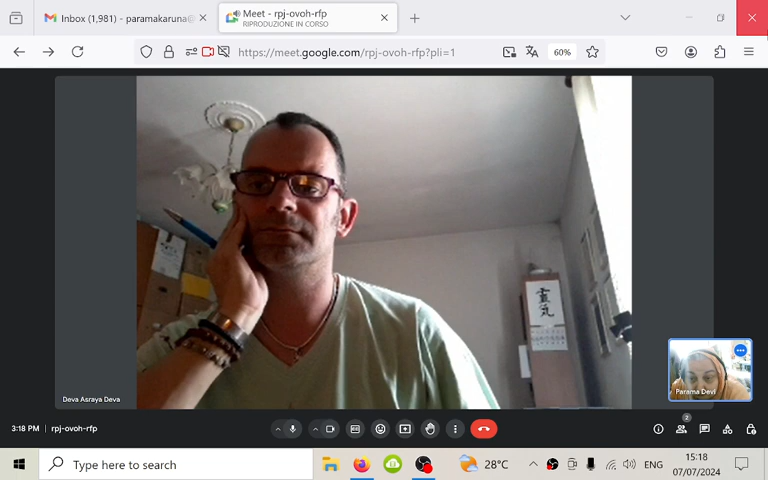 Inbox (1,981) - paramakaruna@
Meet - rpj-ovoh-rfp
RIPRODUZIONE IN CORSO
https://meet.google.com/rpj-ovoh-rfp?pli=1
60%
靈
氣
Deva Asraya Deva
Parama Devi
3:18 PM | rpj-ovoh-rfp
2
Type here to search
28°C
ENG
15:18
07/07/2024